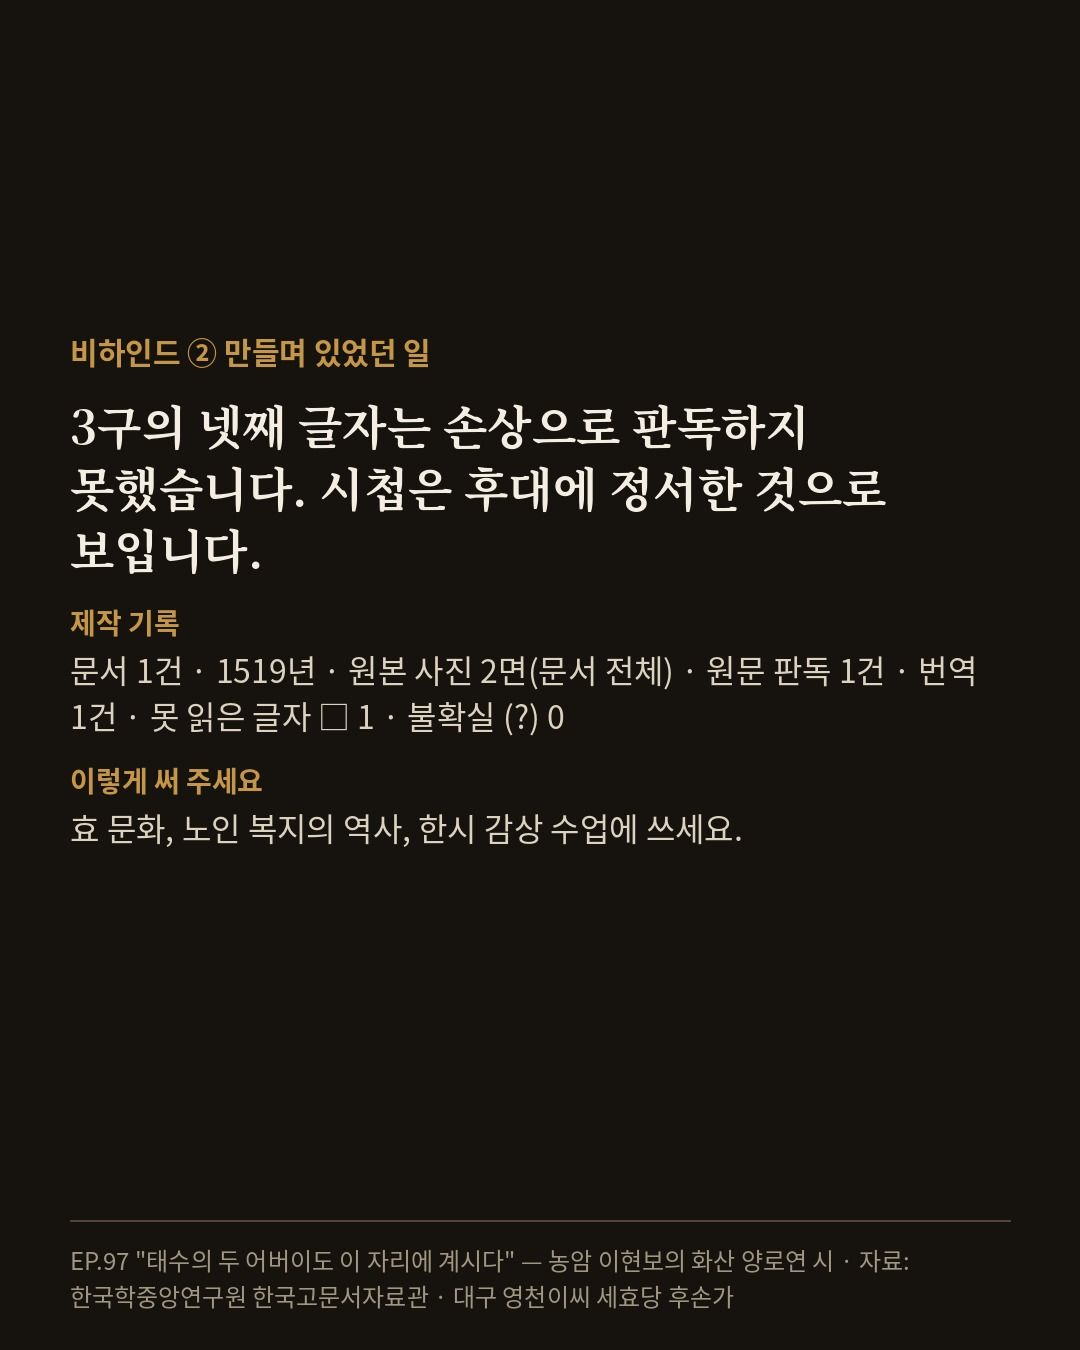 비하인드 ② 만들며 있었던 일
3구의 넷째 글자는 손상으로 판독하지
못했습니다. 시첩은 후대에 정서한 것으로
보입니다.
제작 기록
문서 1건 · 1519년 · 원본 사진 2면(문서 전체) · 원문 판독 1건 · 번역
1건 · 못 읽은 글자 □ 1 · 불확실 (?) 0
이렇게 써 주세요
효 문화, 노인 복지의 역사, 한시 감상 수업에 쓰세요.
EP.97 "태수의 두 어버이도 이 자리에 계시다" — 농암 이현보의 화산 양로연 시 · 자료:
한국학중앙연구원 한국고문서자료관 · 대구 영천이씨 세효당 후손가